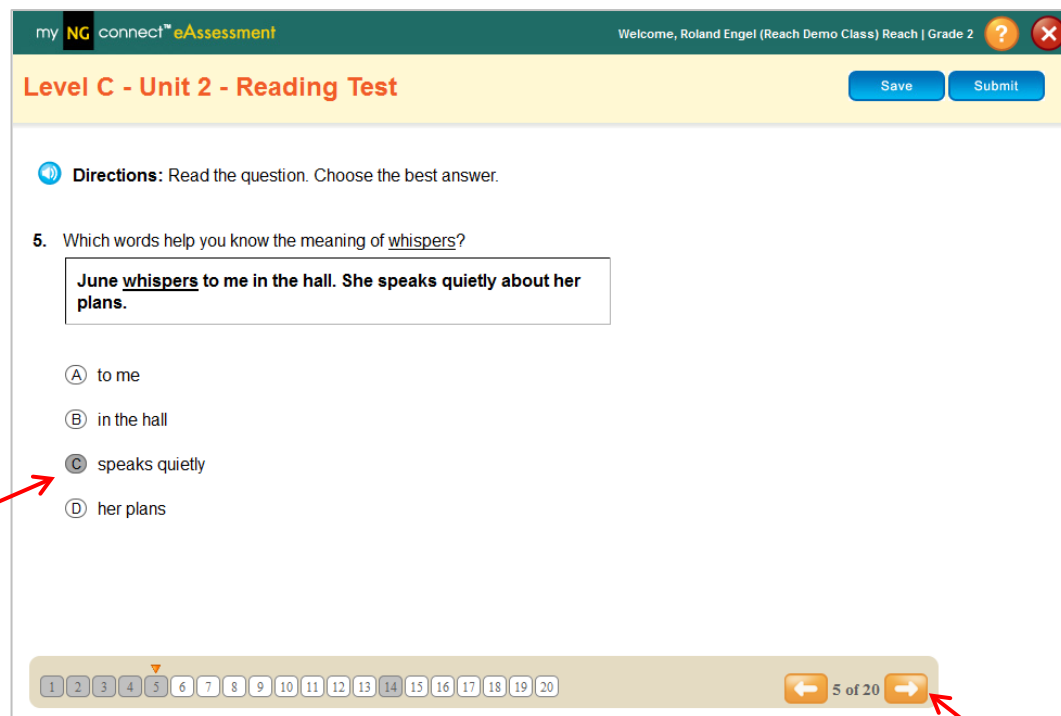 my NG connect™ eAssessment
Welcome, Roland Engel (Reach Demo Class) Reach | Grade 2 ?
Level C - Unit 2 - Reading Test
Save Submit
Directions: Read the question. Choose the best answer.
5. Which words help you know the meaning of whispers?
June whispers to me in the hall. She speaks quietly about her
plans.
A to me
B in the hall
C speaks quietly
D her plans
1 2 3 4 5 6 7 8 9 10 11 12 13 14 15 16 17 18 19 20
5 of 20